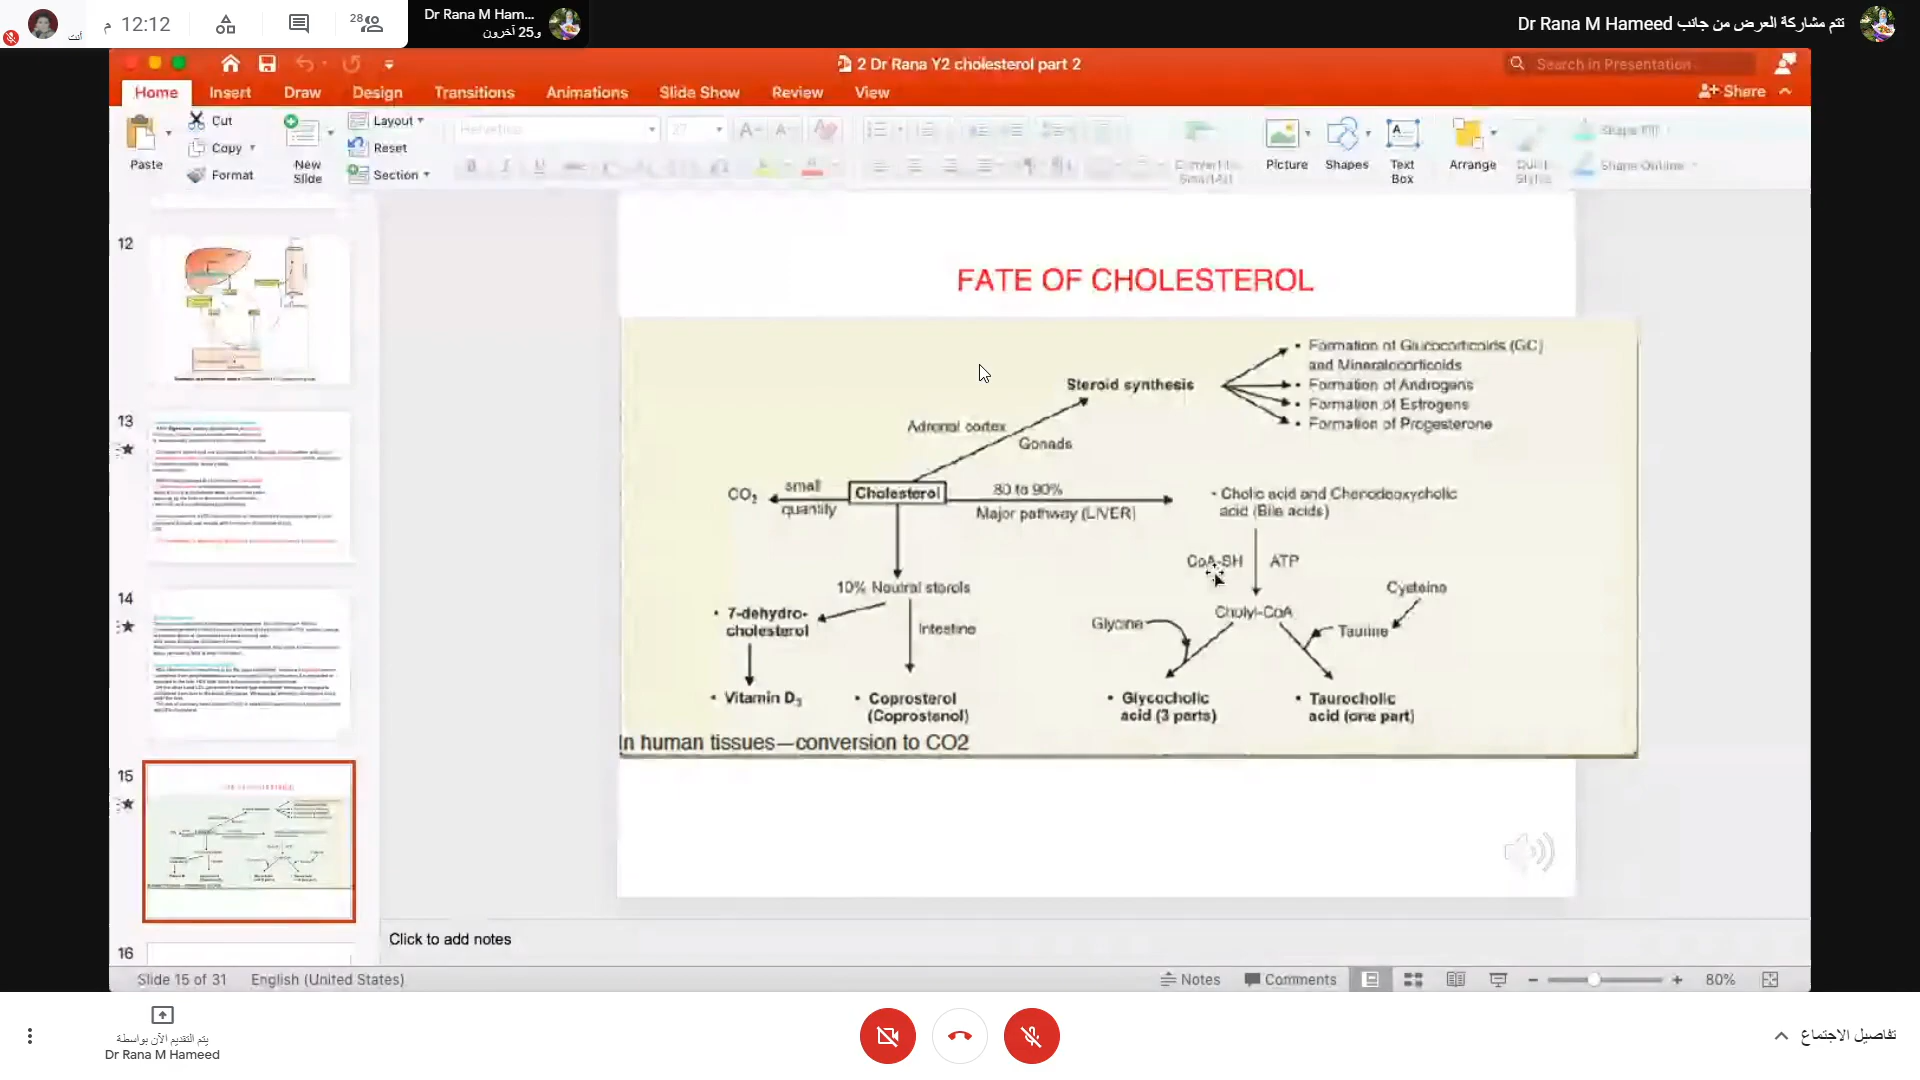 أنت
12:12 م
28
Dr Rana M Ham...
و25 آخرون
تتم مشاركة العرض من جانب Dr Rana M Hameed
2 Dr Rana Y2 cholesterol part 2
Search in Presentation
Home Insert Draw Design Transitions Animations Slide Show Review View
Share
Paste
Cut
Copy
Format
New Slide
Layout
Reset
Section
Convert to SmartArt
Picture
Shapes
Text Box
Arrange
Quick Styles
Shape Fill
Shape Outline
12
13
14
15
16
FATE OF CHOLESTEROL
Steroid synthesis
• Formation of Glucocorticoids (GC)
and Mineralocorticoids
• Formation of Androgens
• Formation of Estrogens
• Formation of Progesterone
Adrenal cortex
Gonads
CO₂
small
quantity
Cholesterol
80 to 90%
Major pathway (LIVER)
• Cholic acid and Chenodeoxycholic
acid (Bile acids)
CoA-SH
ATP
10% Neutral sterols
Cysteine
• 7-dehydro-
cholesterol
Intestine
Glycine
Cholyl-CoA
Taurine
• Vitamin D₃
• Coprosterol
(Coprostanol)
• Glycocholic
acid (3 parts)
• Taurocholic
acid (one part)
In human tissues—conversion to CO2
Click to add notes
Slide 15 of 31
English (United States)
Notes
Comments
80%
يتم التقديم الآن بواسطة
Dr Rana M Hameed
تفاصيل الاجتماع